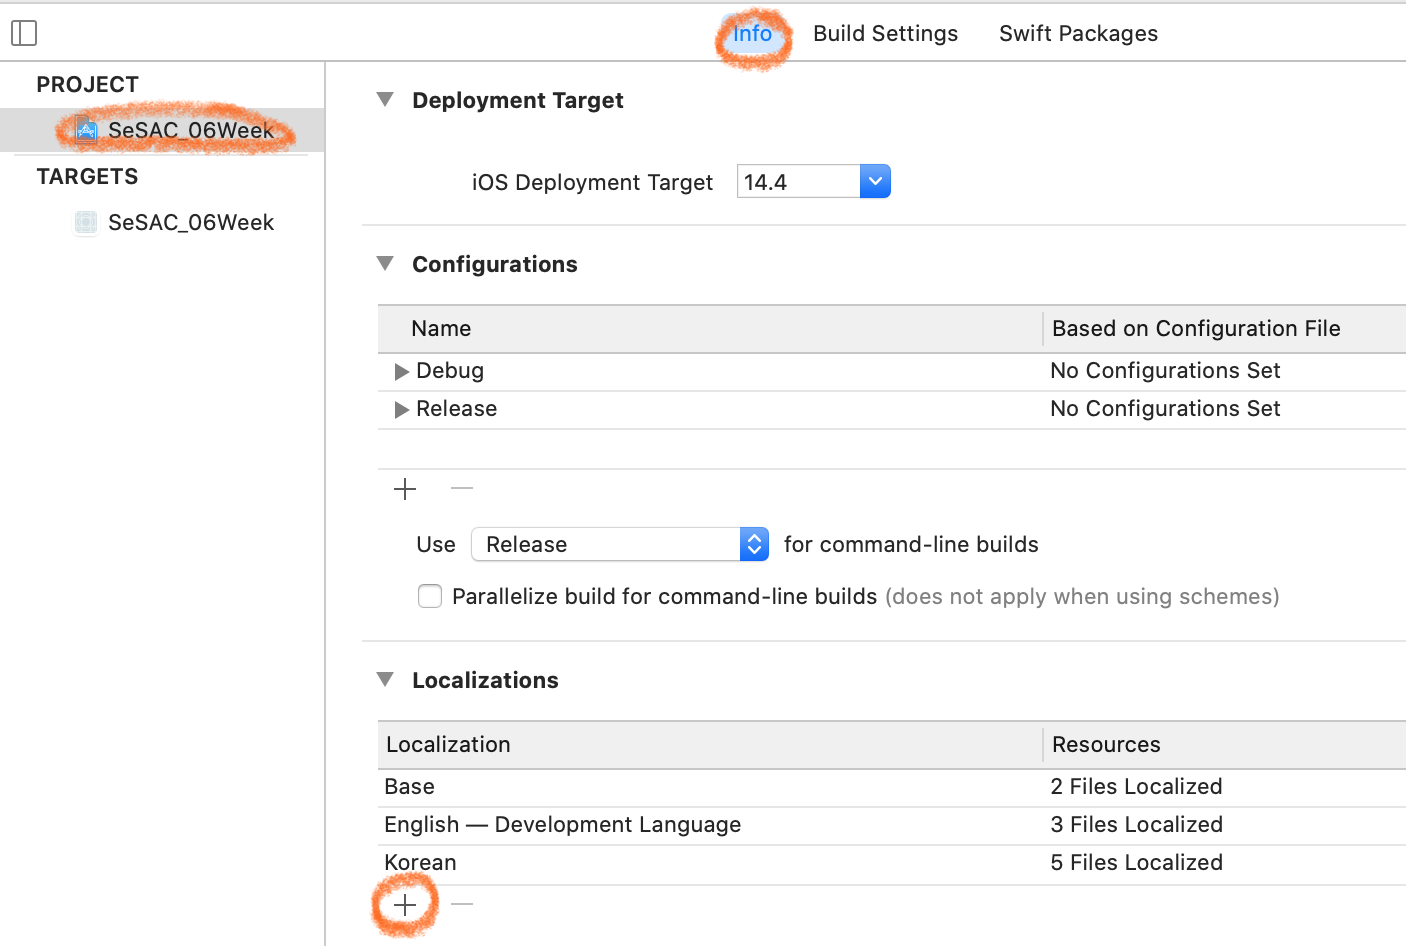 Info Build Settings Swift Packages
PROJECT
SeSAC_06Week
TARGETS
SeSAC_06Week
Deployment Target
iOS Deployment Target 14.4
Configurations
Name Based on Configuration File
Debug No Configurations Set
Release No Configurations Set
Use Release for command-line builds
Parallelize build for command-line builds (does not apply when using schemes)
Localizations
Localization Resources
Base 2 Files Localized
English — Development Language 3 Files Localized
Korean 5 Files Localized